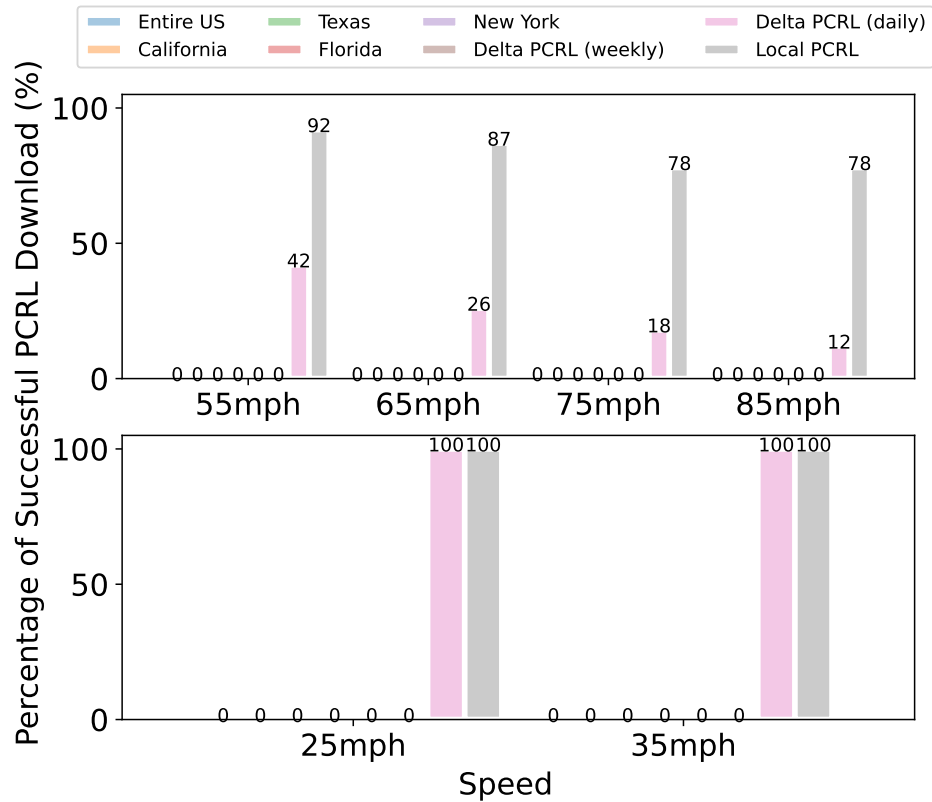 Entire US Texas New York Delta PCRL (daily)
California Florida Delta PCRL (weekly) Local PCRL
Percentage of Successful PCRL Download (%)
100
92
87
78
78
50
42
26
18
12
0
0 0 0 0 0 0 0 0 0 0 0 0 0 0 0 0 0 0 0 0 0 0 0 0
55mph 65mph 75mph 85mph
100
100 100 100 100
50
0
0 0 0 0 0 0 0 0 0 0 0 0
25mph 35mph
Speed